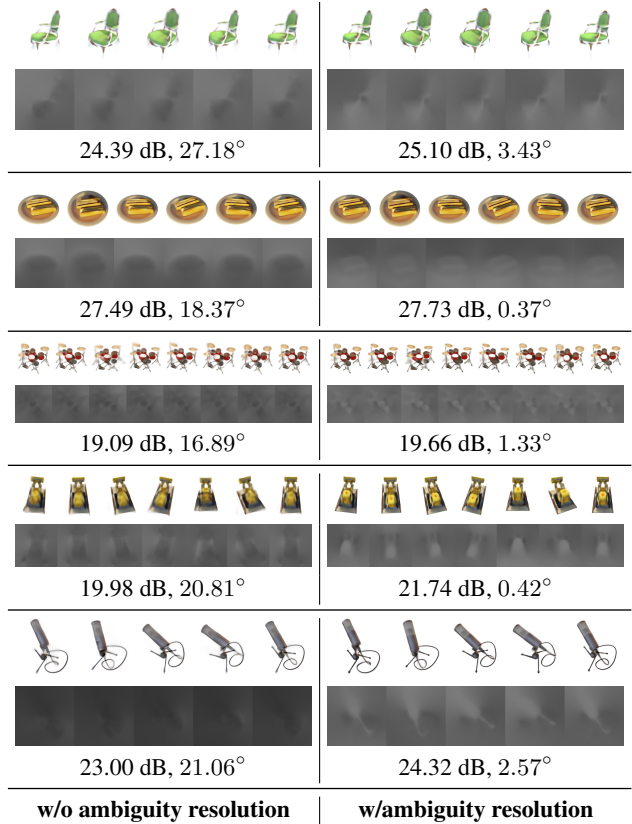 24.39 dB, 27.18° 25.10 dB, 3.43°
27.49 dB, 18.37° 27.73 dB, 0.37°
19.09 dB, 16.89° 19.66 dB, 1.33°
19.98 dB, 20.81° 21.74 dB, 0.42°
23.00 dB, 21.06° 24.32 dB, 2.57°
w/o ambiguity resolution w/ambiguity resolution